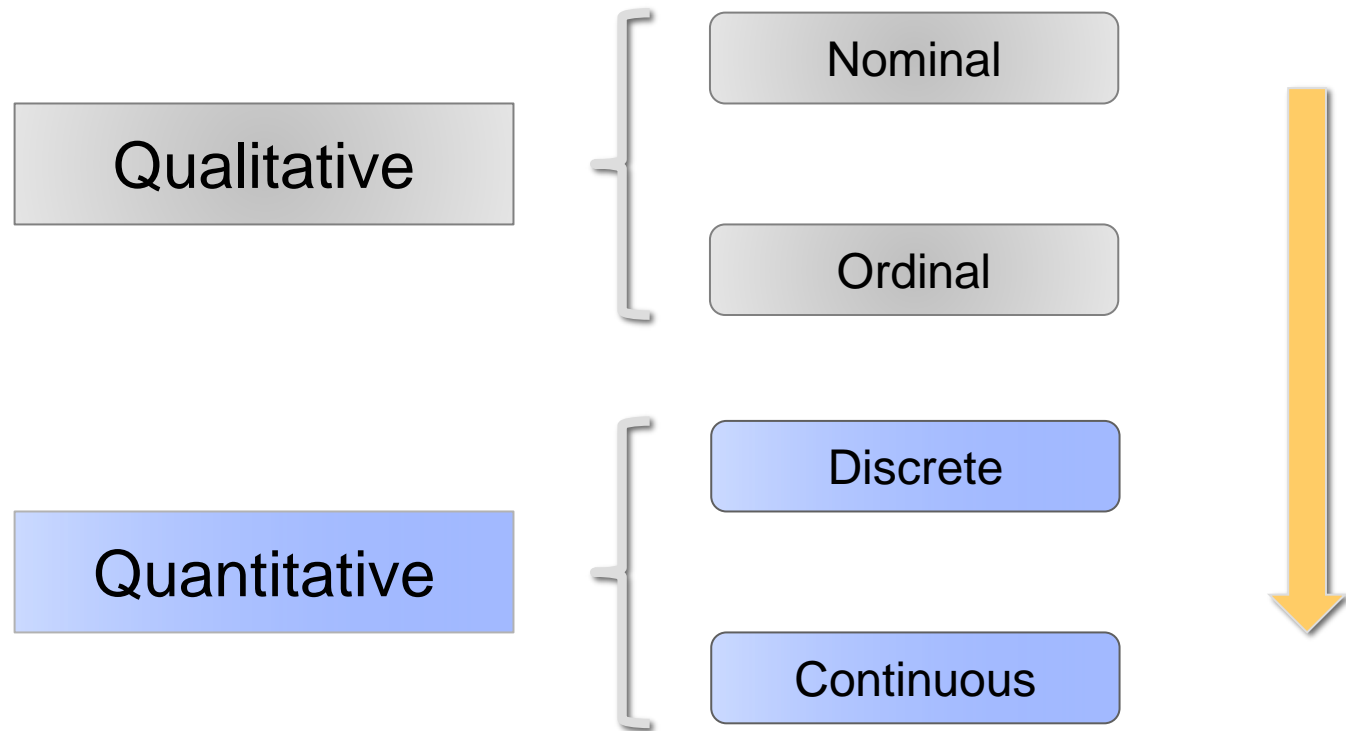 Qualitative
Nominal
Ordinal
Quantitative
Discrete
Continuous